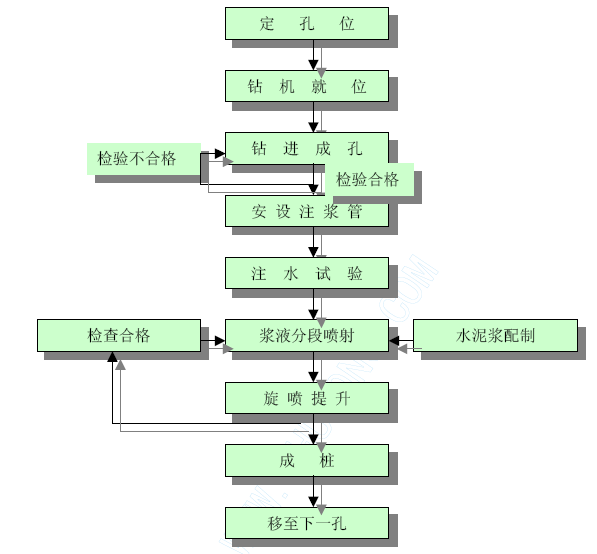 定 孔 位
钻 机 就 位
钻 进 成 孔
检验不合格
检验合格
安 设 注 浆 管
注 水 试 验
检查合格
浆液分段喷射
水泥浆配制
旋 喷 提 升
成 桩
移至下一孔